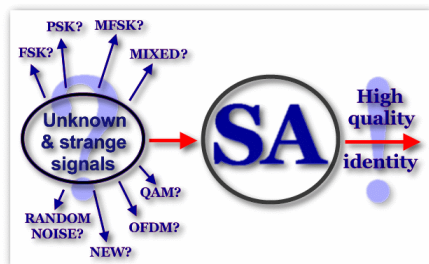 PSK?
MFSK?
FSK?
MIXED?
Unknown
& strange
signals
SA
High
quality
identity
QAM?
RANDOM
NOISE?
OFDM?
NEW?
?
!